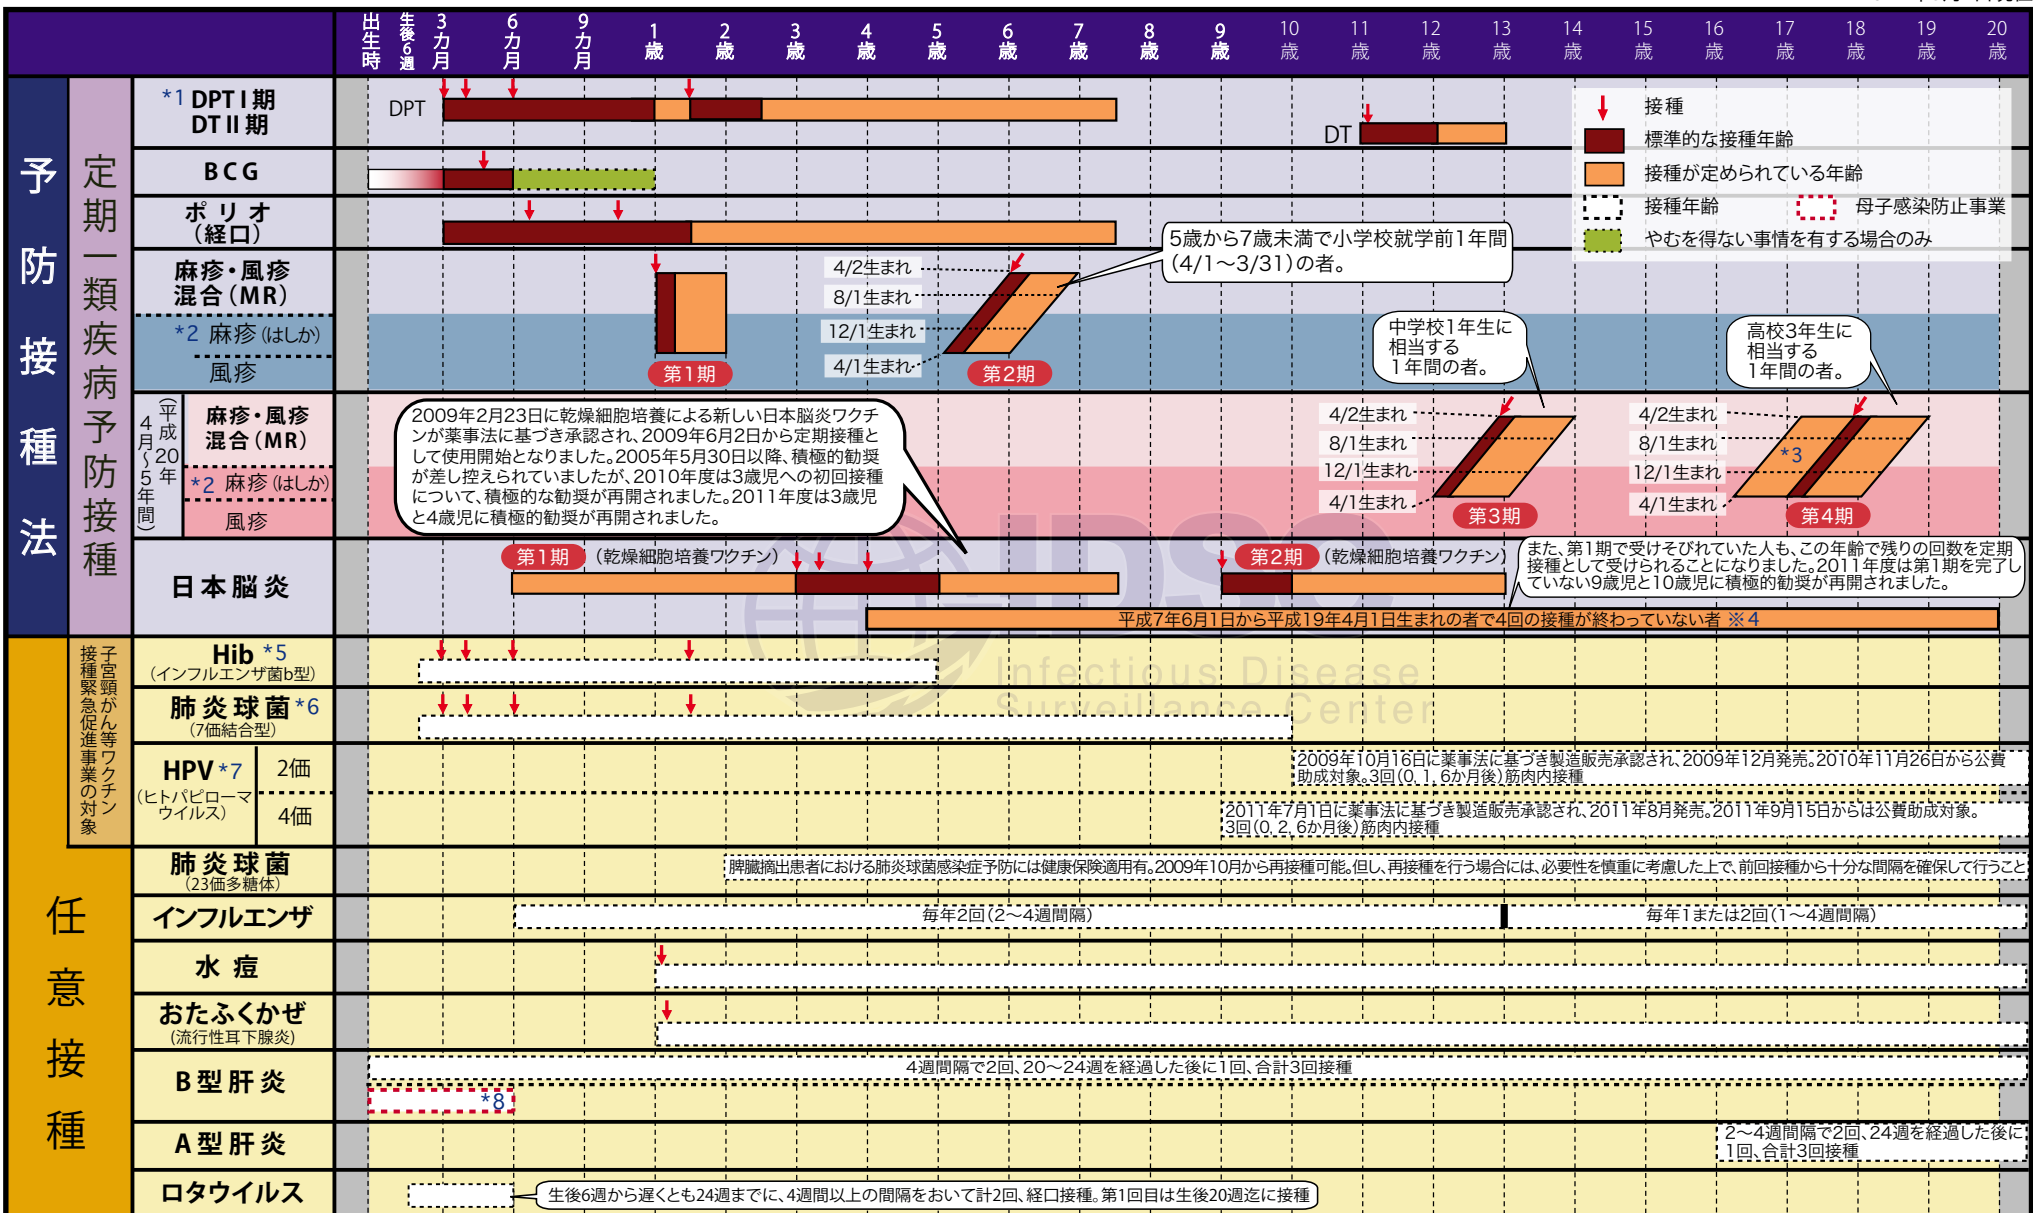 出生時
生後6週
3カ月
6カ月
9カ月
1歳
2歳
3歳
4歳
5歳
6歳
7歳
8歳
9歳
10歳
11歳
12歳
13歳
14歳
15歳
16歳
17歳
18歳
19歳
20歳
予防接種法
定期一類疾病予防接種
*1 DPT I 期
DT II 期
DPT
DT
接種
標準的な接種年齢
接種が定められている年齢
接種年齢
母子感染防止事業
やむを得ない事情を有する場合のみ
BCG
ポリオ
(経口)
麻疹・風疹
混合(MR)
*2 麻疹(はしか)
風疹
第1期
4/2生まれ
8/1生まれ
12/1生まれ
4/1生まれ
第2期
5歳から7歳未満で小学校就学前1年間
(4/1〜3/31)の者。
(平成20年
4月〜5年間)
麻疹・風疹
混合(MR)
*2 麻疹(はしか)
風疹
中学校1年生に
相当する
1年間の者。
4/2生まれ
8/1生まれ
12/1生まれ
4/1生まれ
第3期
高校3年生に
相当する
1年間の者。
4/2生まれ
8/1生まれ
12/1生まれ
4/1生まれ
*3
第4期
2009年2月23日に乾燥細胞培養による新しい日本脳炎ワクチ
ンが薬事法に基づき承認され、2009年6月2日から定期接種と
して使用開始となりました。2005年5月30日以降、積極的勧奨
が差し控えられていましたが、2010年度は3歳児への初回接種
について、積極的な勧奨が再開されました。2011年度は3歳児
と4歳児に積極的勧奨が再開されました。
日本脳炎
第1期 (乾燥細胞培養ワクチン)
第2期 (乾燥細胞培養ワクチン)
また、第1期で受けそびれていた人も、この年齢で残りの回数を定期
接種として受けられることになりました。2011年度は第1期を完了し
ていない9歳児と10歳児に積極的勧奨が再開されました。
平成7年6月1日から平成19年4月1日生まれの者で4回の接種が終わっていない者 ※4
IDSC
Infectious Disease
Surveillance Center
任意接種
子宮頸がん等ワクチン
接種緊急促進事業の対象
Hib *5
(インフルエンザ菌b型)
肺炎球菌 *6
(7価結合型)
HPV *7
(ヒトパピローマ
ウイルス)
2価
2009年10月16日に薬事法に基づき製造販売承認され、2009年12月発売。2010年11月26日から公費
助成対象。3回(0, 1, 6か月後)筋肉内接種
4価
2011年7月1日に薬事法に基づき製造販売承認され、2011年8月発売。2011年9月15日からは公費助成対象。
3回(0, 2, 6か月後)筋肉内接種
肺炎球菌
(23価多糖体)
脾臓摘出患者における肺炎球菌感染症予防には健康保険適用有。2009年10月から再接種可能。但し、再接種を行う場合には、必要性を慎重に考慮した上で、前回接種から十分な間隔を確保して行うこと
インフルエンザ
毎年2回(2〜4週間隔)
毎年1または2回(1〜4週間隔)
水痘
おたふくかぜ
(流行性耳下腺炎)
B型肝炎
4週間隔で2回、20〜24週を経過した後に1回、合計3回接種
*8
A型肝炎
2〜4週間隔で2回、24週を経過した後に
1回、合計3回接種
ロタウイルス
生後6週から遅くとも24週までに、4週間以上の間隔をおいて計2回、経口接種。第1回目は生後20週迄に接種